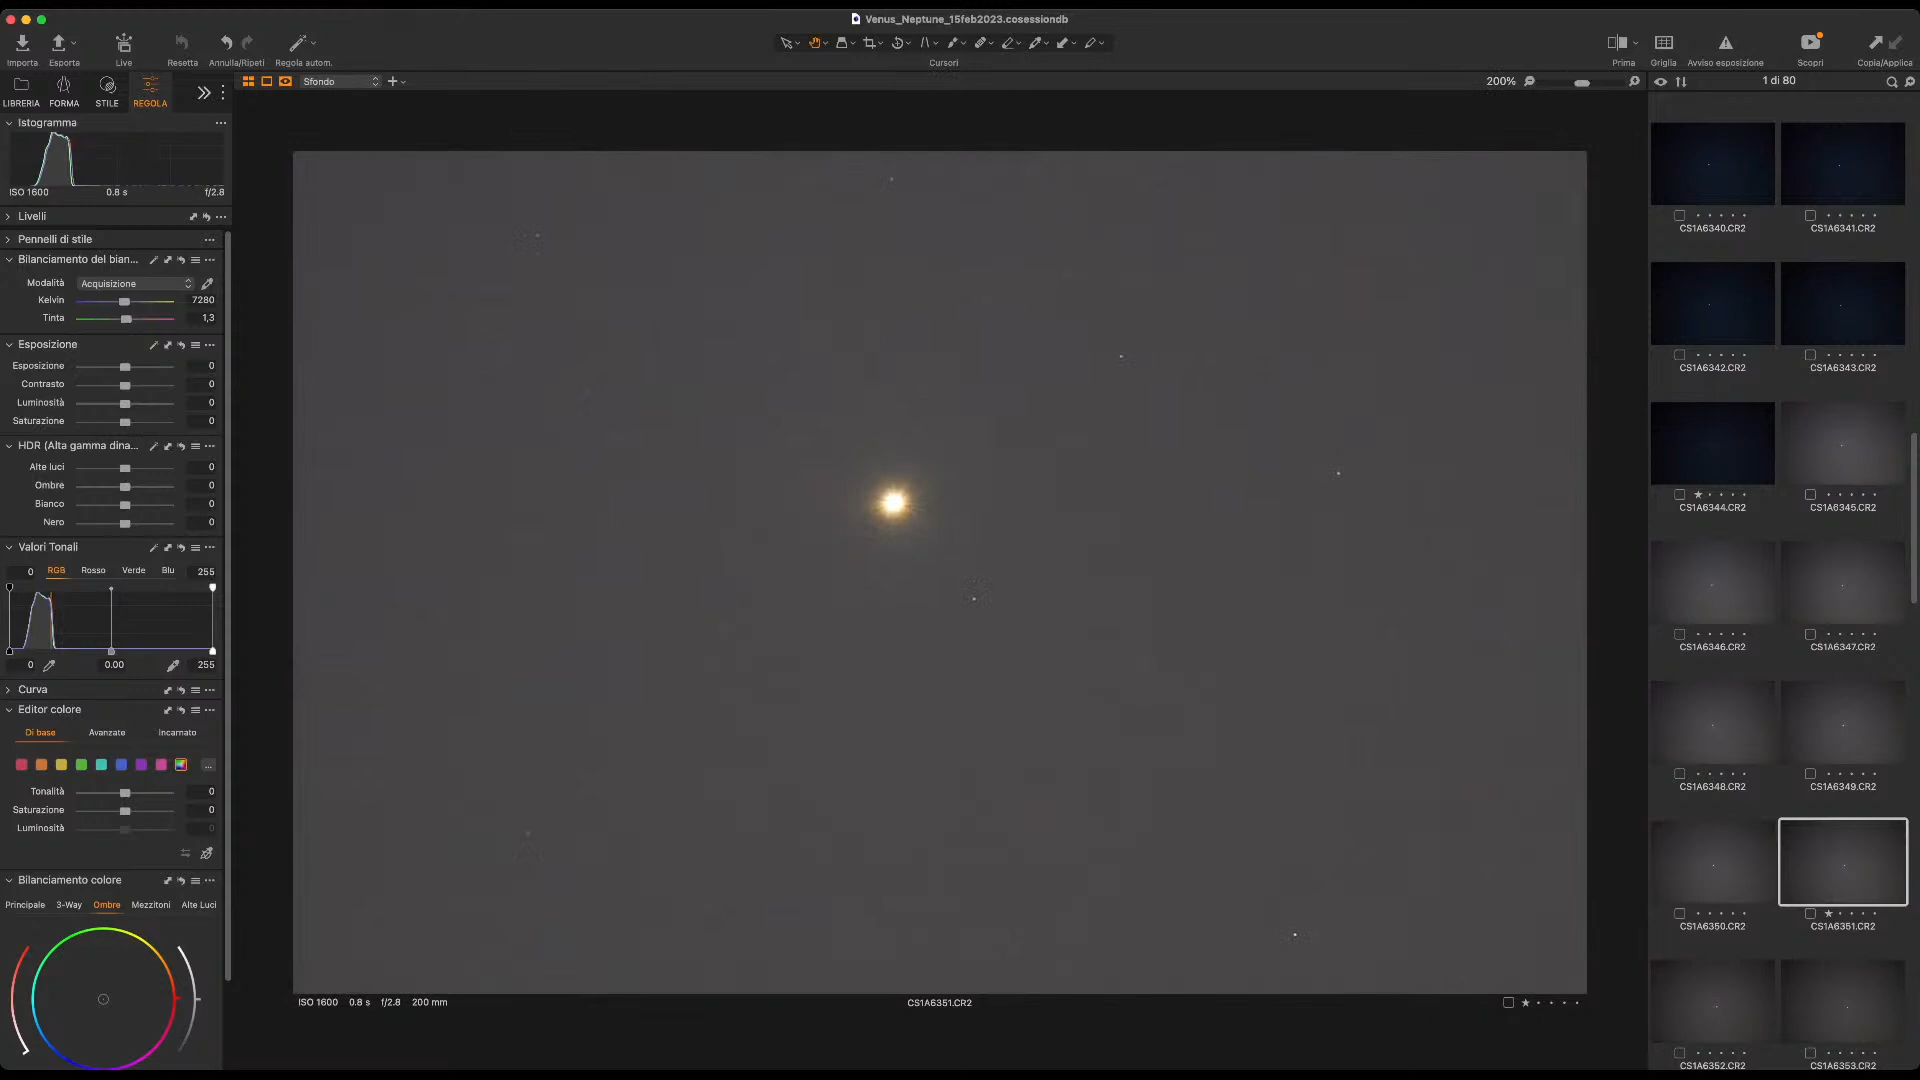 Venus_Neptune_15feb2023.cosessiondb
Importa
Esporta
Live
Resetta
Annulla/Ripeti
Regola autom.
Cursori
Prima
Griglia
Avviso esposizione
Scopri
Copia/Applica
LIBRERIA
FORMA
STILE
REGOLA
Sfondo
200%
1 di 80
Istogramma
ISO 1600 0.8 s f/2.8
Livelli
Pennelli di stile
Bilanciamento del bian...
Modalità Acquisizione
Kelvin 7280
Tinta 1,3
Esposizione
Esposizione 0
Contrasto 0
Luminosità 0
Saturazione 0
HDR (Alta gamma dina...
Alte luci 0
Ombre 0
Bianco 0
Nero 0
Valori Tonali
0 RGB Rosso Verde Blu 255
0 0.00 255
Curva
Editor colore
Di base Avanzate Incarnato
...
Tonalità 0
Saturazione 0
Luminosità 0
Bilanciamento colore
Principale 3-Way Ombre Mezzitoni Alte Luci
ISO 1600 0.8 s f/2.8 200 mm
CS1A6351.CR2
CS1A6340.CR2
CS1A6341.CR2
CS1A6342.CR2
CS1A6343.CR2
CS1A6344.CR2
CS1A6345.CR2
CS1A6346.CR2
CS1A6347.CR2
CS1A6348.CR2
CS1A6349.CR2
CS1A6350.CR2
CS1A6351.CR2
CS1A6352.CR2
CS1A6353.CR2